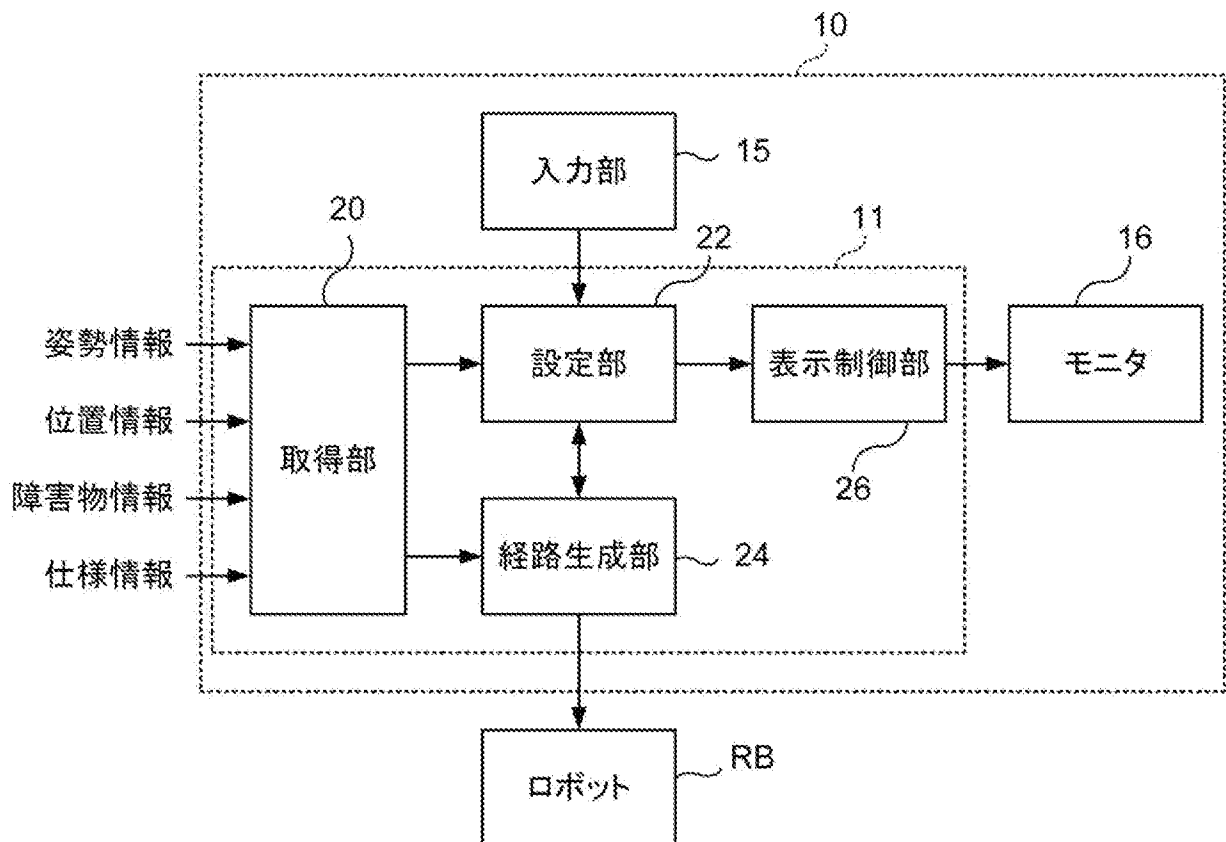 10
入力部
15
20
22
11
16
姿勢情報
位置情報
障害物情報
仕様情報
取得部
設定部
表示制御部
モニタ
26
経路生成部
24
ロボット
RB